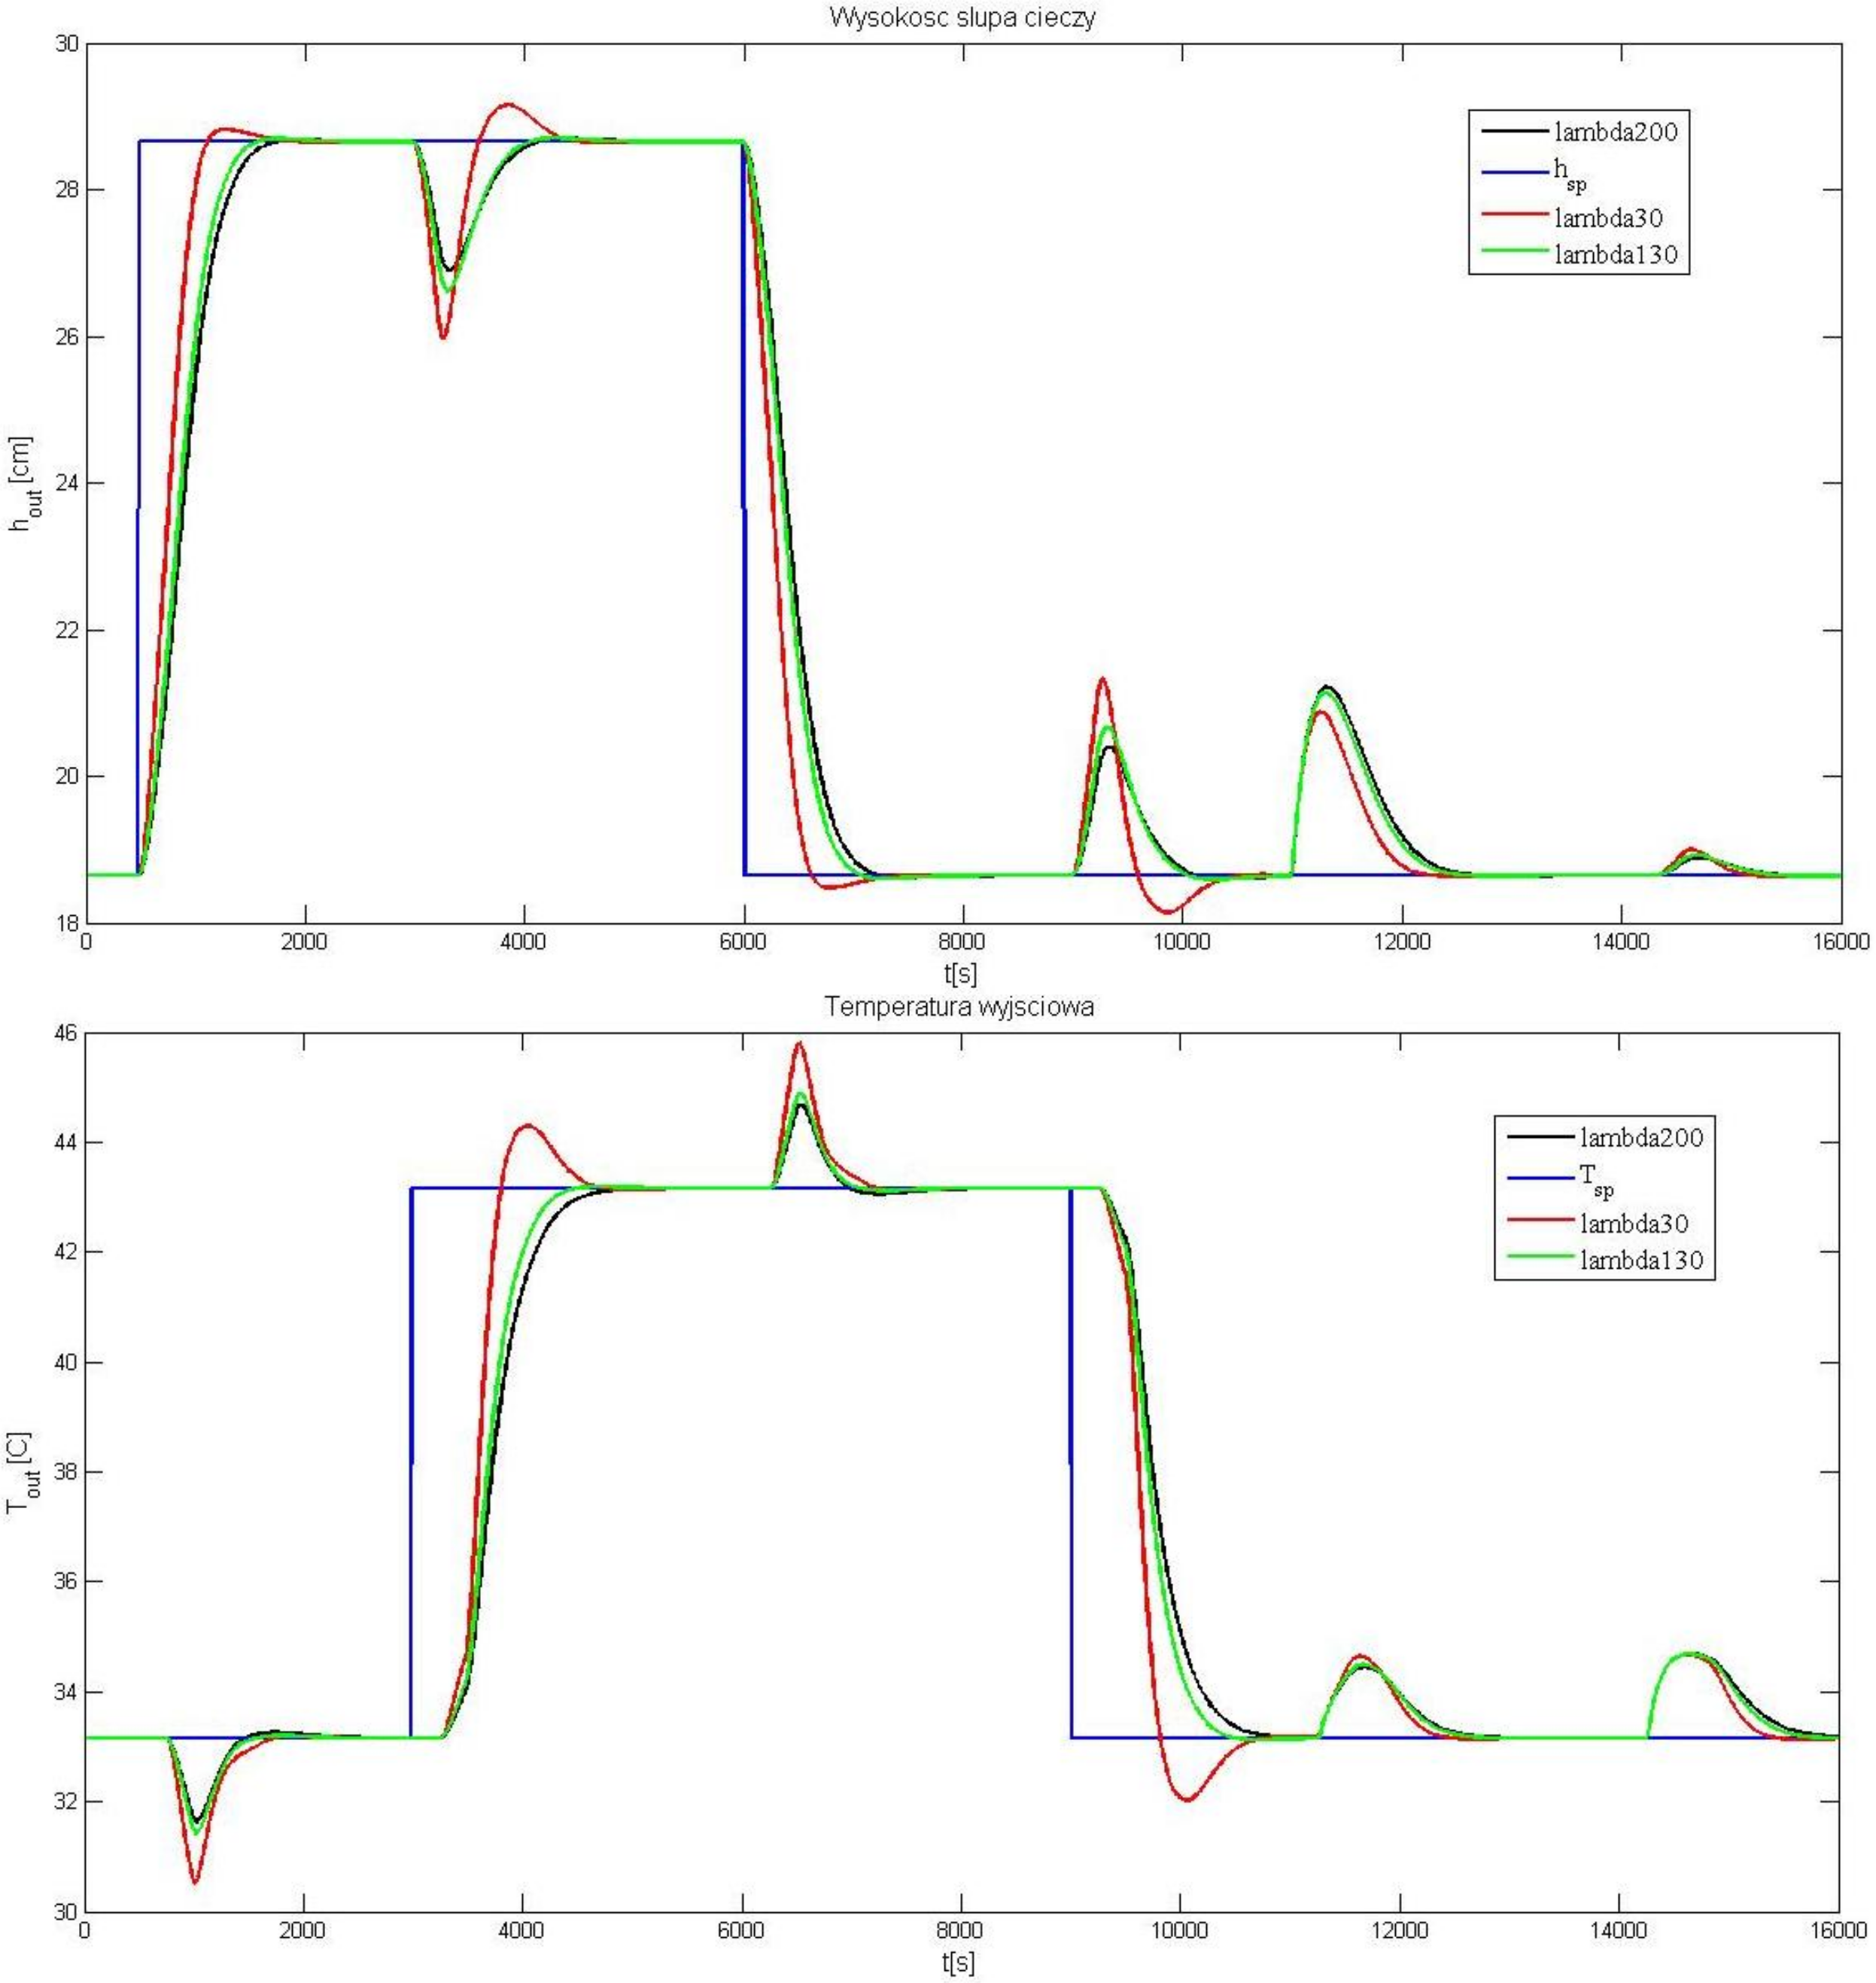 Wysokosc slupa cieczy
30
28
26
24
22
20
18
h_out [cm]
lambda200
h_sp
lambda30
lambda130
0 2000 4000 6000 8000 10000 12000 14000 16000
t[s]
Temperatura wyjsciowa
46
44
42
40
38
36
34
32
30
T_out [C]
lambda200
T_sp
lambda30
lambda130
0 2000 4000 6000 8000 10000 12000 14000 16000
t[s]